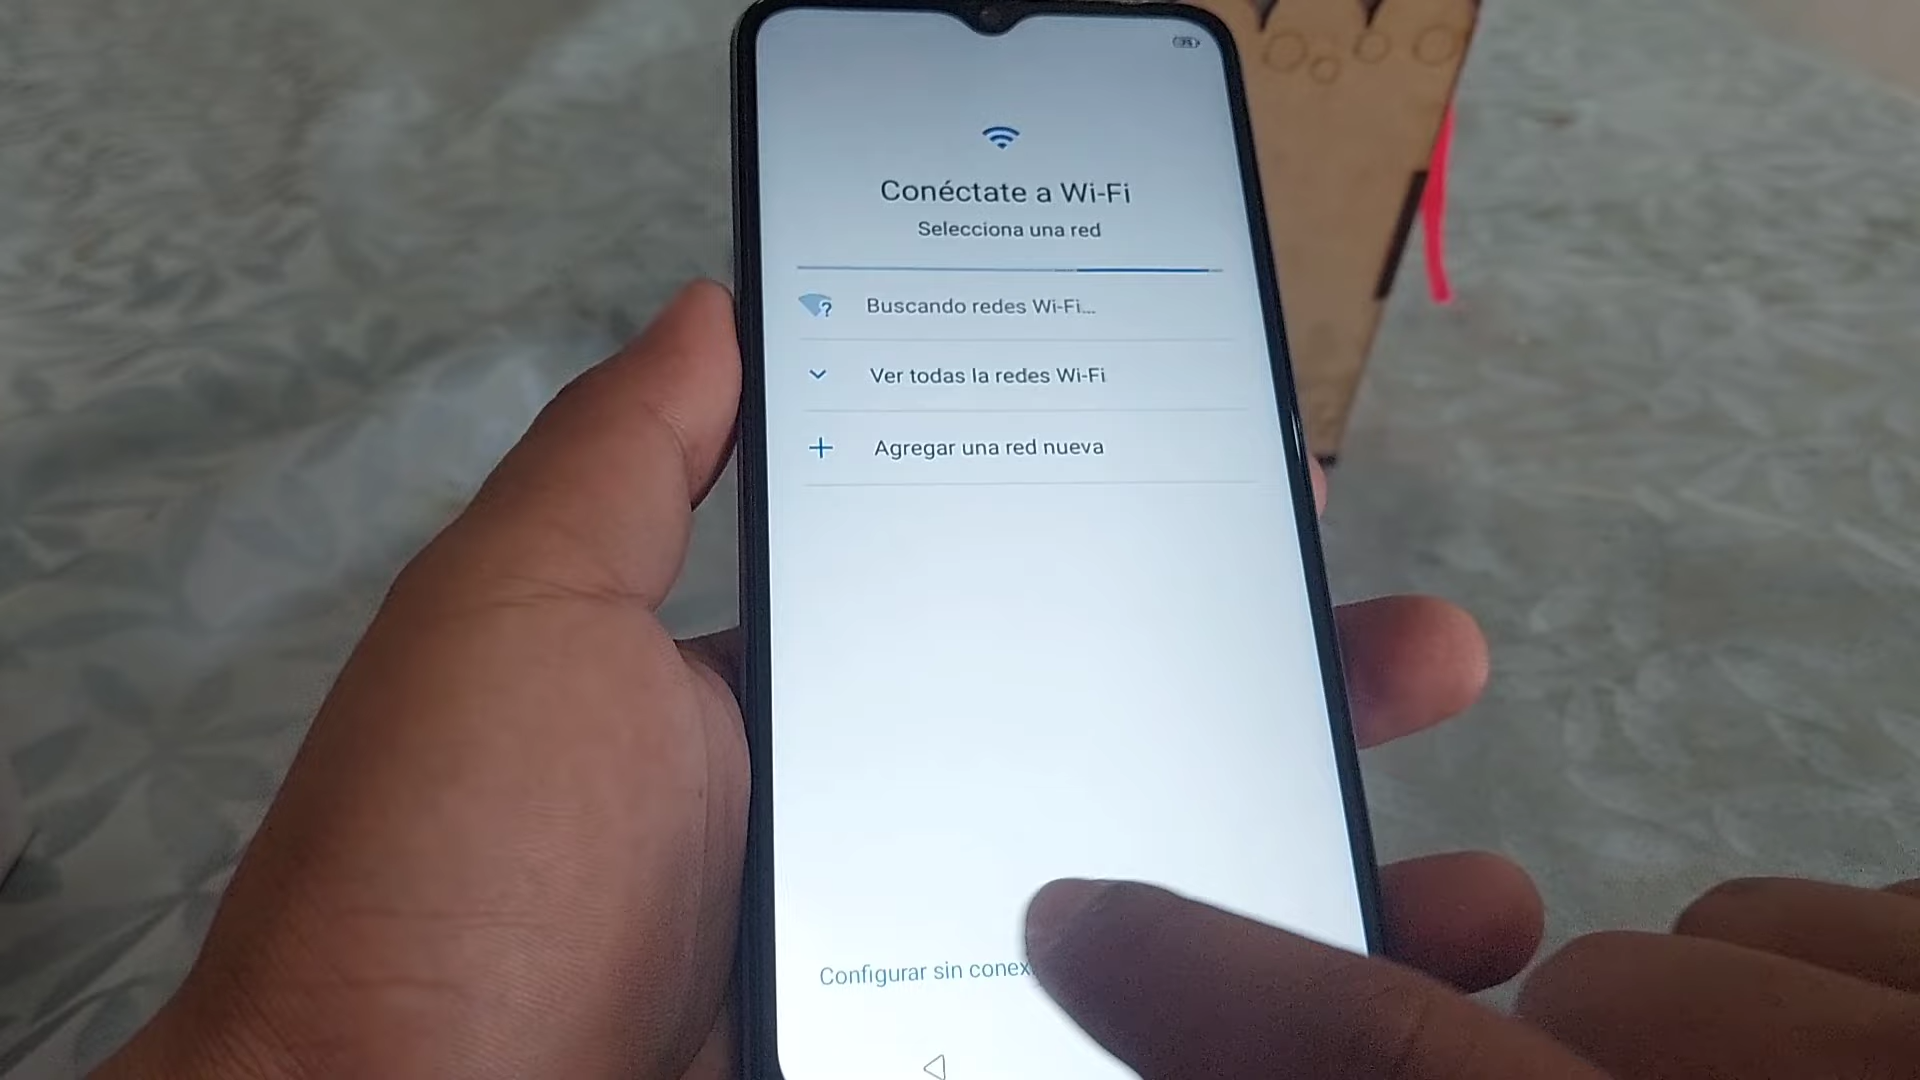 Conéctate a Wi-Fi
Selecciona una red
Buscando redes Wi-Fi...
Ver todas la redes Wi-Fi
Agregar una red nueva
Configurar sin